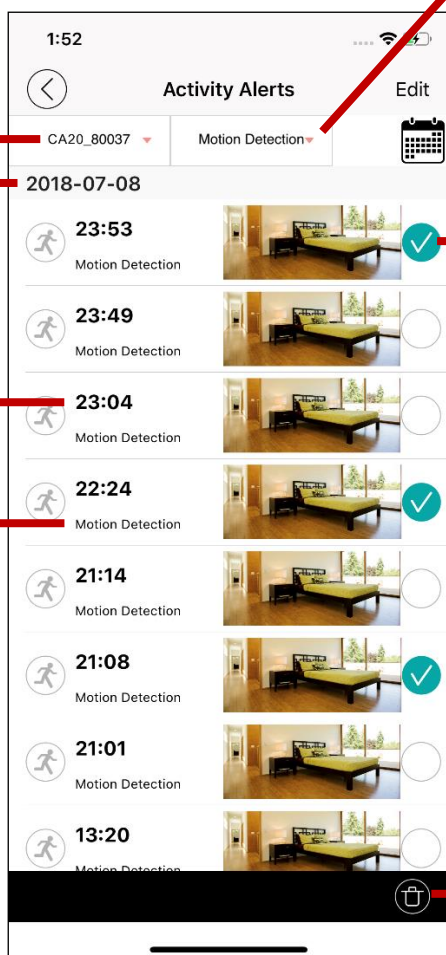 1:52
Activity Alerts Edit
CA20_80037 Motion Detection
2018-07-08
23:53
Motion Detection
23:49
Motion Detection
23:04
Motion Detection
22:24
Motion Detection
21:14
Motion Detection
21:08
Motion Detection
21:01
Motion Detection
13:20
Motion Detection